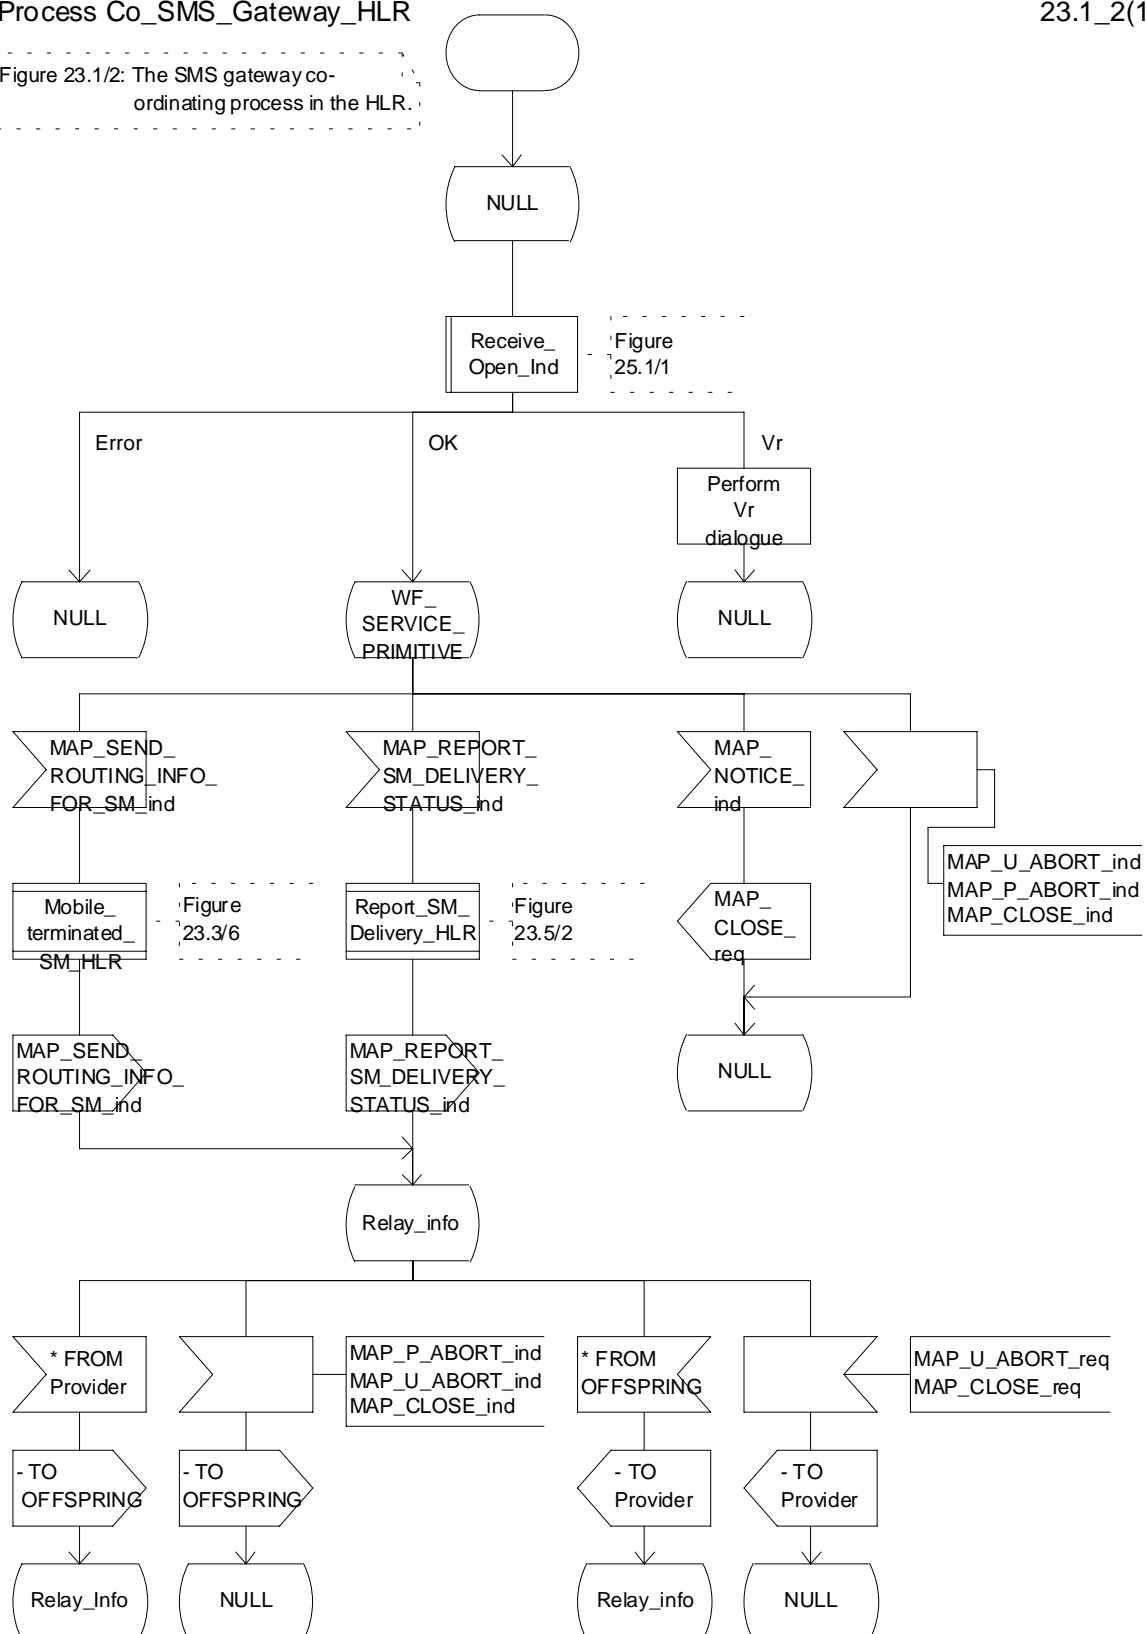 Process Co_SMS_Gateway_HLR
23.1_2(1
Figure 23.1/2: The SMS gateway co-
ordinating process in the HLR.
NULL
Receive_
Open_Ind
Figure
25.1/1
Error
OK
Vr
Perform
Vr
dialogue
NULL
WF_
SERVICE_
PRIMITIVE
NULL
MAP_SEND_
ROUTING_INFO_
FOR_SM_ind
MAP_REPORT_
SM_DELIVERY_
STATUS_ind
MAP_
NOTICE_
ind
MAP_U_ABORT_ind
MAP_P_ABORT_ind
MAP_CLOSE_ind
Mobile_
terminated_
SM_HLR
Figure
23.3/6
Report_SM_
Delivery_HLR
Figure
23.5/2
MAP_
CLOSE_
req
MAP_SEND_
ROUTING_INFO_
FOR_SM_ind
MAP_REPORT_
SM_DELIVERY_
STATUS_ind
NULL
Relay_info
* FROM
Provider
MAP_P_ABORT_ind
MAP_U_ABORT_ind
MAP_CLOSE_ind
* FROM
OFFSPRING
MAP_U_ABORT_req
MAP_CLOSE_req
- TO
OFFSPRING
- TO
OFFSPRING
- TO
Provider
- TO
Provider
Relay_Info
NULL
Relay_info
NULL